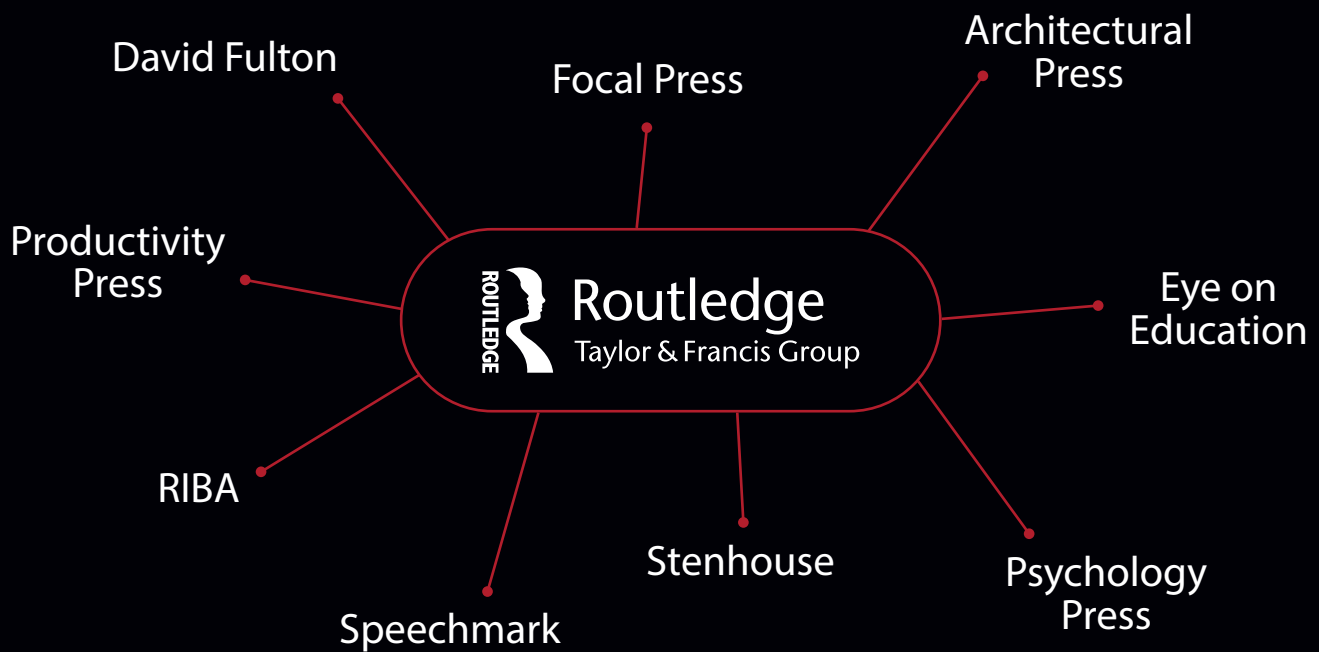 David Fulton
Focal Press
Architectural
Press
Productivity
Press
ROUTLEDGE
Routledge
Taylor & Francis Group
Eye on
Education
RIBA
Speechmark
Stenhouse
Psychology
Press